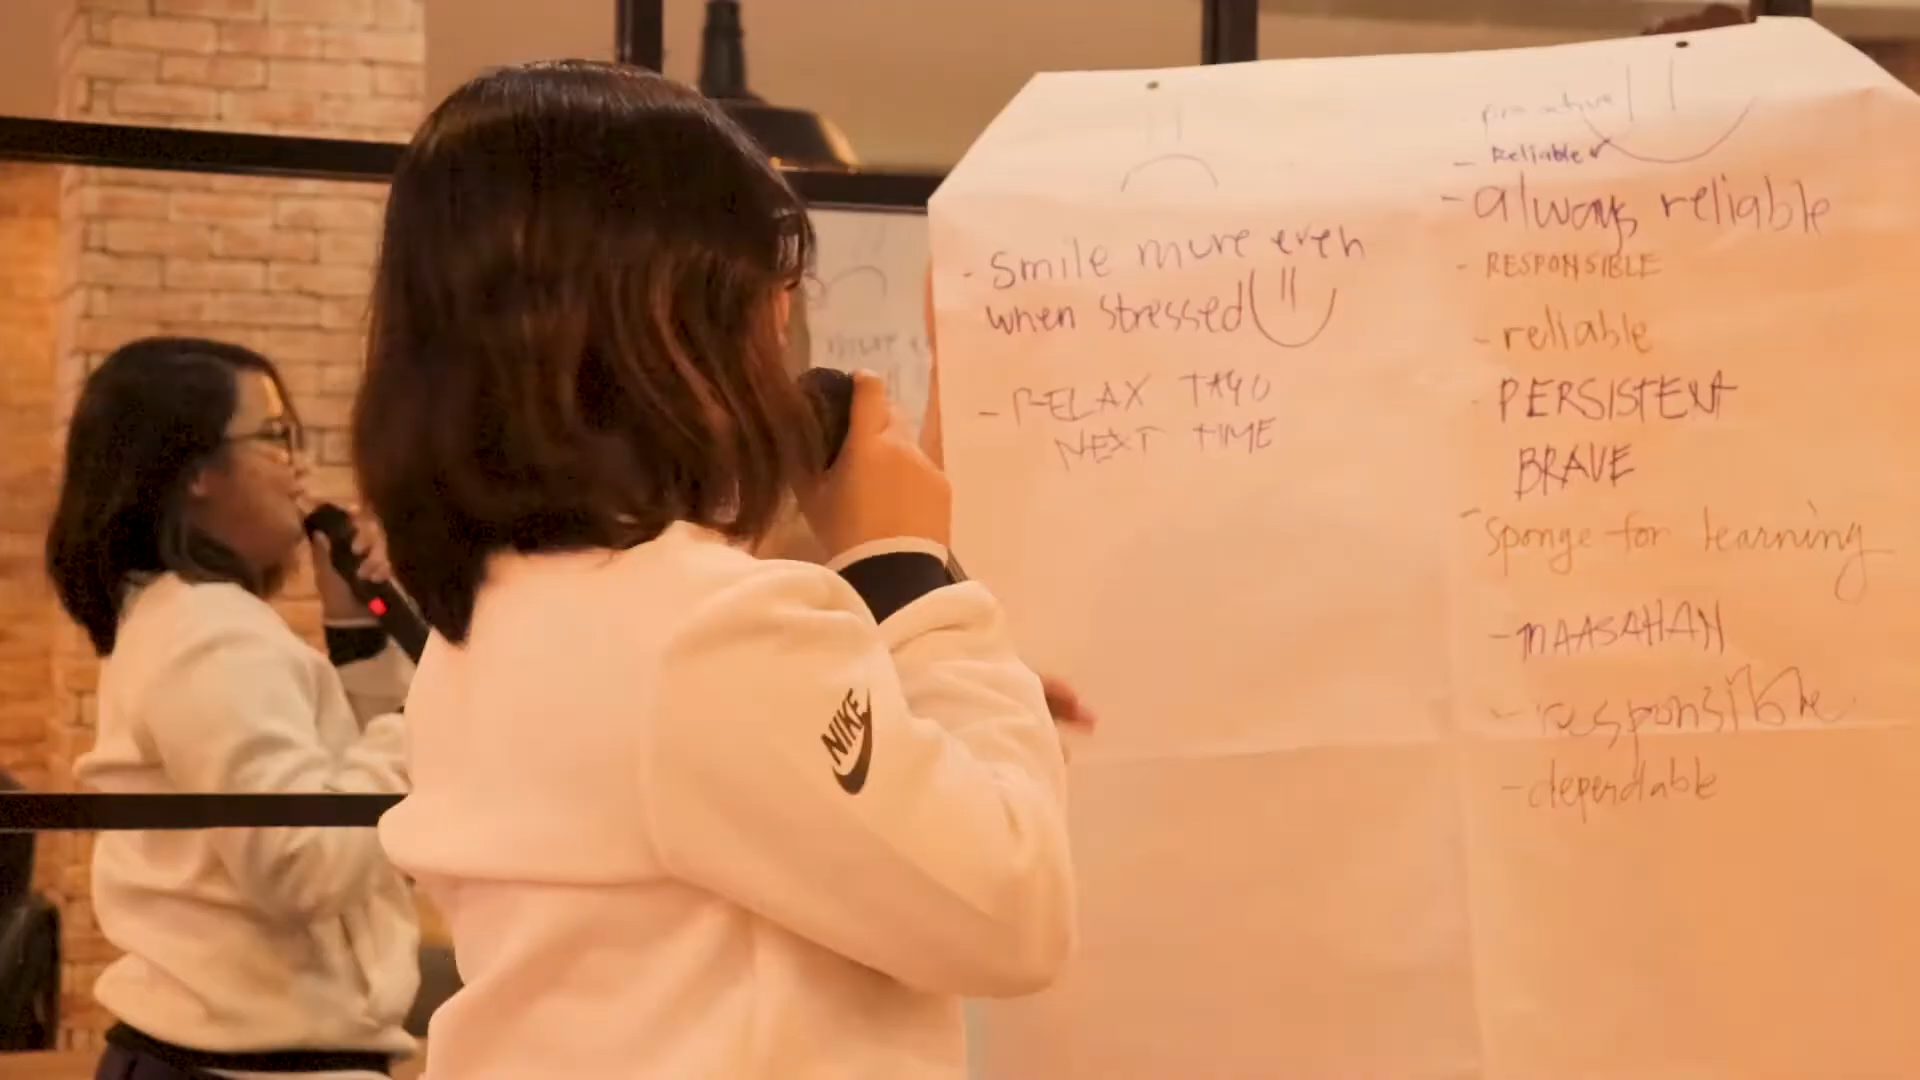 - Smile more even
when stressed
- RELAX TAYO
NEXT TIME
- proactive
- Reliable
- always reliable
- RESPONSIBLE
- reliable
- PERSISTENT
BRAVE
- Sponge for learning
- MAASAHAN
- responsible
- dependable
NIKE